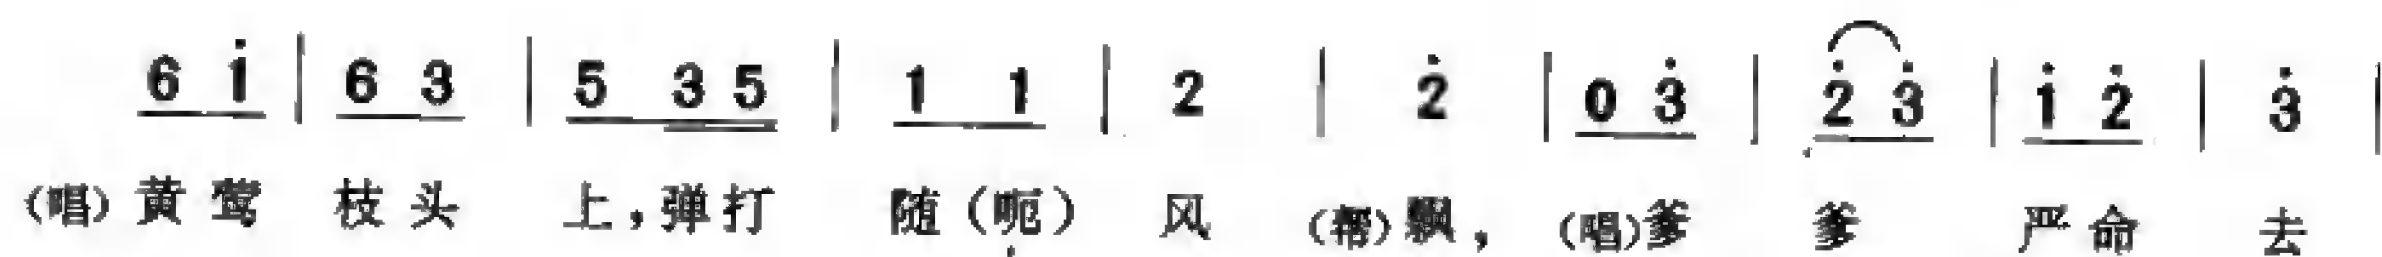 6 i̇ | 6 3 | 5 3 5 | 1 1 | 2 | 2̇ | 0 3̇ | 2̇ 3̇ | 1̇ 2̇ | 3̇ |
(唱)黄莺 枝头 上,弹打 随(呃) 风 (帮)飘, (唱)爹 爹 严命 去